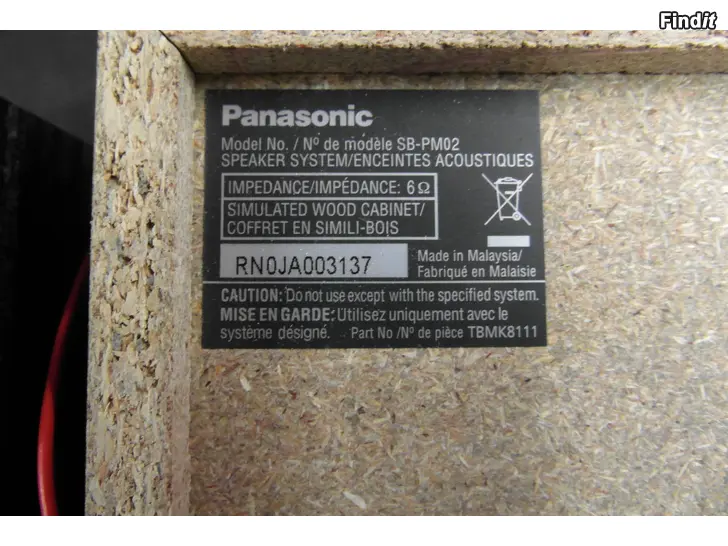 Findit
Panasonic
Model No. / Nº de modèle SB-PM02
SPEAKER SYSTEM/ENCEINTES ACOUSTIQUES
IMPEDANCE/IMPÉDANCE: 6 Ω
SIMULATED WOOD CABINET/
COFFRET EN SIMILI-BOIS
RN0JA003137
Made in Malaysia/
Fabriqué en Malaisie
CAUTION: Do not use except with the specified system.
MISE EN GARDE: Utilisez uniquement avec le
système désigné. Part No /Nº de pièce TBMK8111